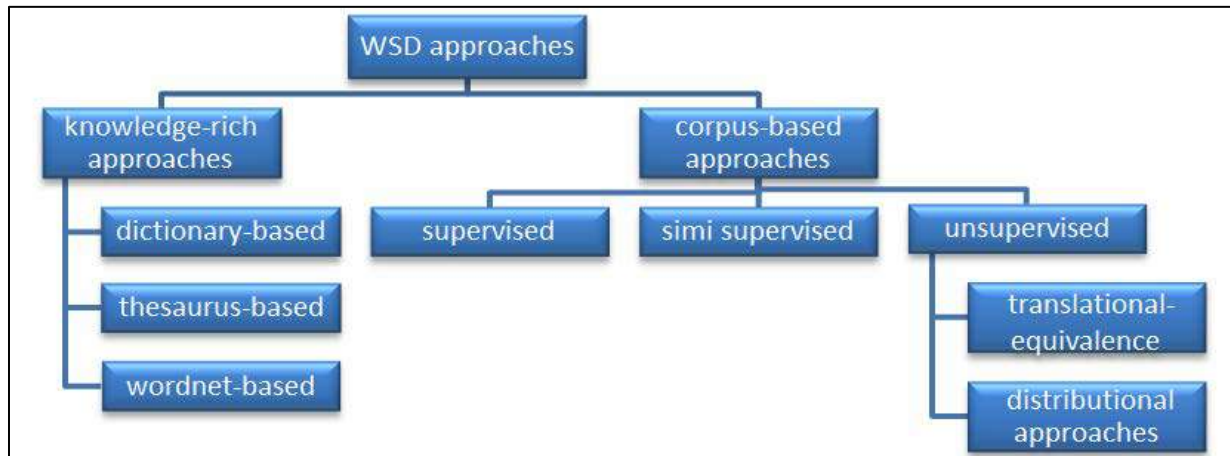 WSD approaches
knowledge-rich
approaches
corpus-based
approaches
dictionary-based
supervised
simi supervised
unsupervised
thesaurus-based
translational-
equivalence
wordnet-based
distributional
approaches